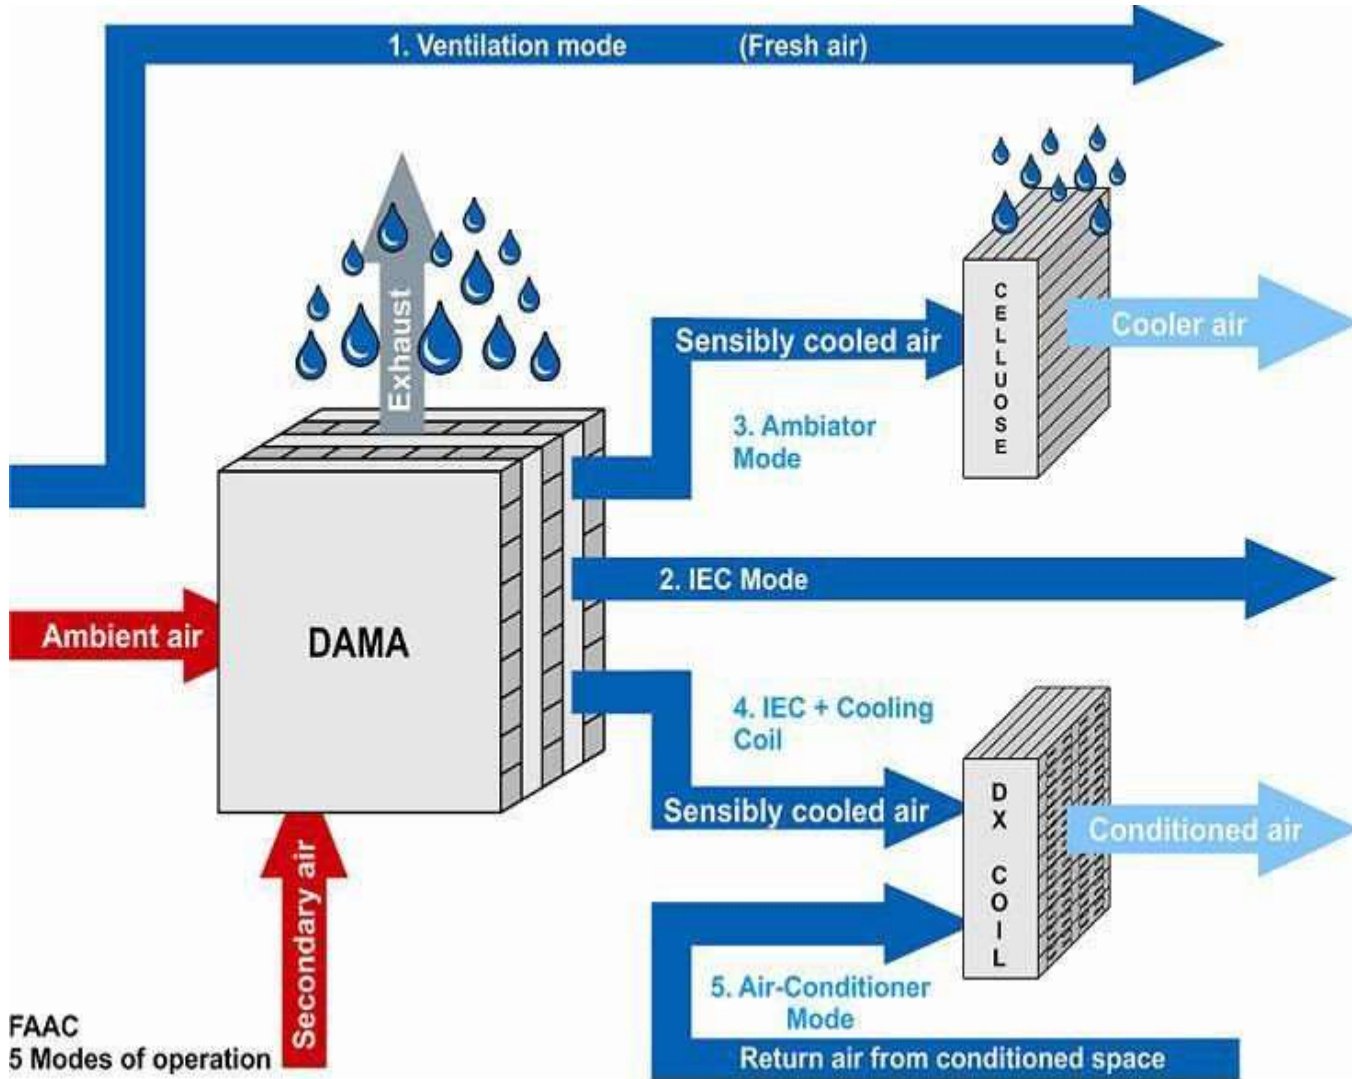 1. Ventilation mode (Fresh air)
Exhaust
Sensibly cooled air
CELLUOSE
Cooler air
3. Ambiator
Mode
2. IEC Mode
Ambient air
DAMA
4. IEC + Cooling
Coil
Sensibly cooled air
DX COIL
Conditioned air
Secondary air
5. Air-Conditioner
Mode
Return air from conditioned space
FAAC
5 Modes of operation